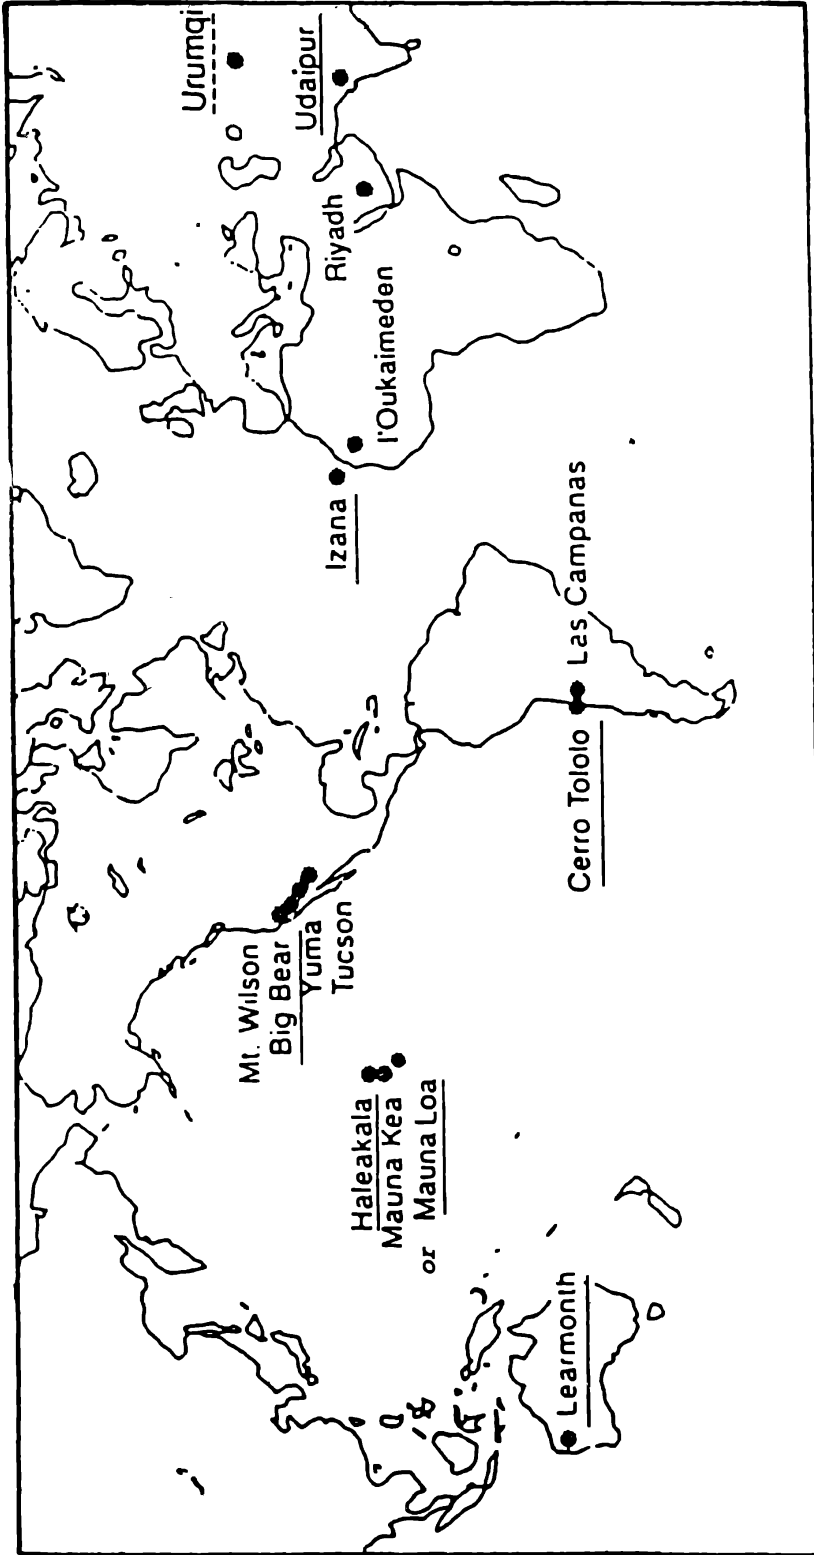 Learmonth
Haleakala
Mauna Kea
or Mauna Loa
Mt. Wilson
Big Bear
Yuma
Tucson
Cerro Tololo
Las Campanas
Izana
l'Oukaimeden
Riyadh
Udaipur
Urumqi